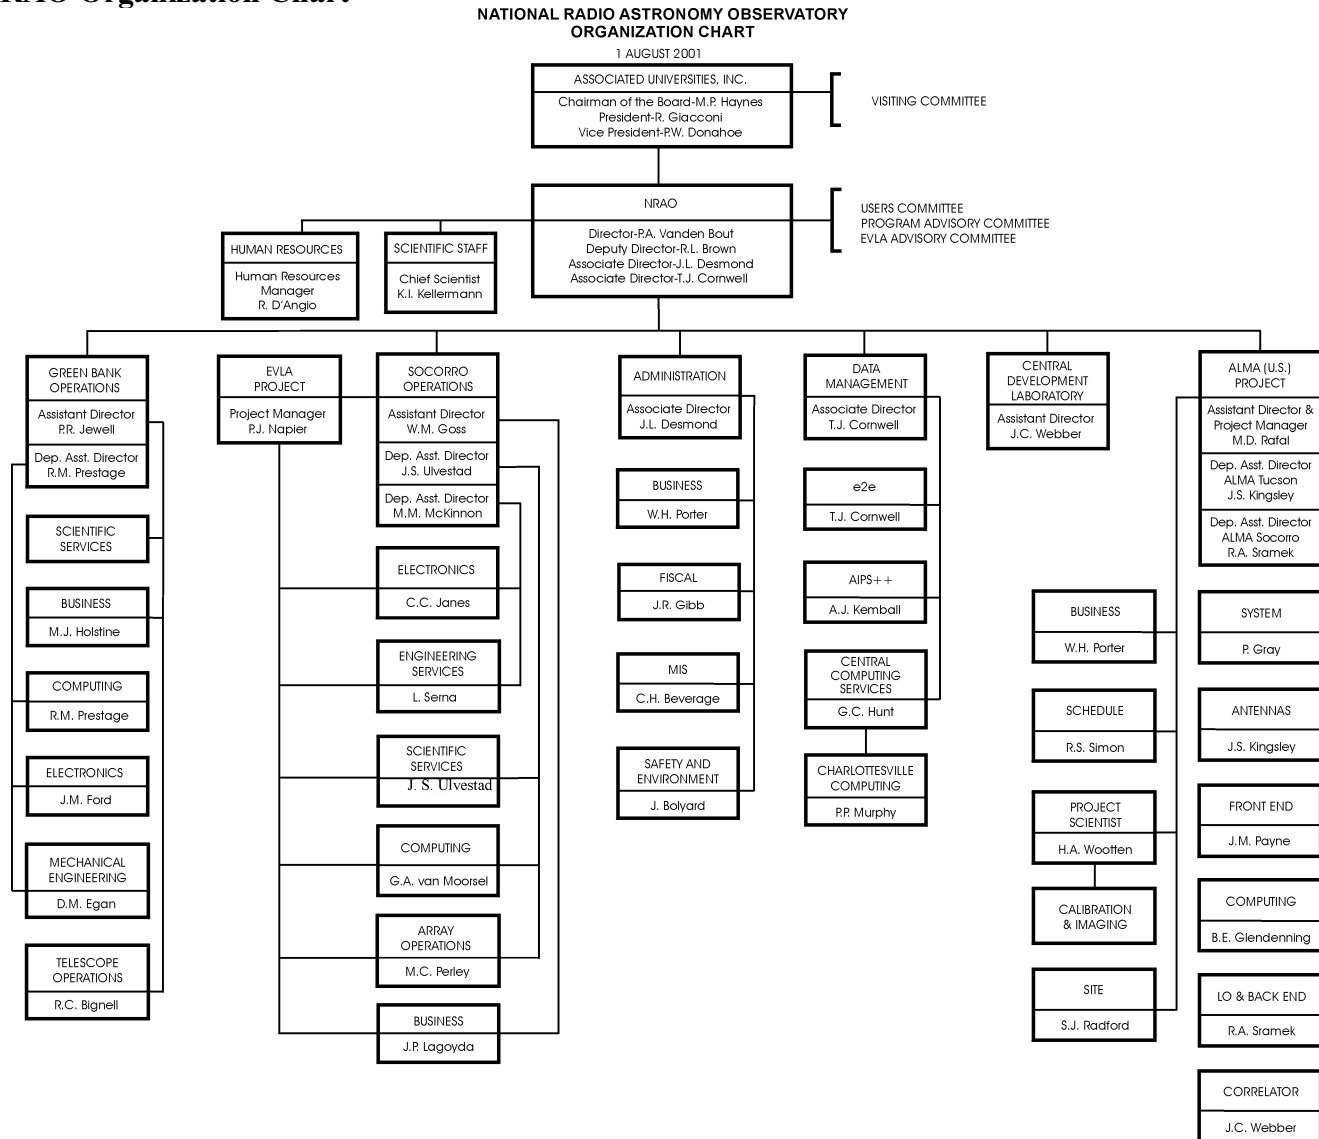 NATIONAL RADIO ASTRONOMY OBSERVATORY
ORGANIZATION CHART
1 AUGUST 2001
ASSOCIATED UNIVERSITIES, INC.
Chairman of the Board-M.P. Haynes
President-R. Giacconi
Vice President-P.W. Donahoe
VISITING COMMITTEE
NRAO
Director-P.A. Vanden Bout
Deputy Director-R.L. Brown
Associate Director-J.L. Desmond
Associate Director-T.J. Cornwell
USERS COMMITTEE
PROGRAM ADVISORY COMMITTEE
EVLA ADVISORY COMMITTEE
HUMAN RESOURCES
Human Resources
Manager
R. D'Angio
SCIENTIFIC STAFF
Chief Scientist
K.I. Kellermann
GREEN BANK
OPERATIONS
Assistant Director
P.R. Jewell
Dep. Asst. Director
R.M. Prestage
SCIENTIFIC
SERVICES
BUSINESS
M.J. Holstine
COMPUTING
R.M. Prestage
ELECTRONICS
J.M. Ford
MECHANICAL
ENGINEERING
D.M. Egan
TELESCOPE
OPERATIONS
R.C. Bignell
EVLA
PROJECT
Project Manager
P.J. Napier
SOCORRO
OPERATIONS
Assistant Director
W.M. Goss
Dep. Asst. Director
J.S. Ulvestad
Dep. Asst. Director
M.M. McKinnon
ELECTRONICS
C.C. Janes
ENGINEERING
SERVICES
L. Serna
SCIENTIFIC
SERVICES
J. S. Ulvestad
COMPUTING
G.A. van Moorsel
ARRAY
OPERATIONS
M.C. Perley
BUSINESS
J.P. Lagoyda
ADMINISTRATION
Associate Director
J.L. Desmond
BUSINESS
W.H. Porter
FISCAL
J.R. Gibb
MIS
C.H. Beverage
SAFETY AND
ENVIRONMENT
J. Bolyard
DATA
MANAGEMENT
Associate Director
T.J. Cornwell
e2e
T.J. Cornwell
AIPS++
A.J. Kemball
CENTRAL
COMPUTING
SERVICES
G.C. Hunt
CHARLOTTESVILLE
COMPUTING
P.P. Murphy
CENTRAL
DEVELOPMENT
LABORATORY
Assistant Director
J.C. Webber
ALMA (U.S.)
PROJECT
Assistant Director &
Project Manager
M.D. Rafal
Dep. Asst. Director
ALMA Tucson
J.S. Kingsley
Dep. Asst. Director
ALMA Socorro
R.A. Sramek
BUSINESS
W.H. Porter
SCHEDULE
R.S. Simon
PROJECT
SCIENTIST
H.A. Wootten
CALIBRATION
& IMAGING
SITE
S.J. Radford
SYSTEM
P. Gray
ANTENNAS
J.S. Kingsley
FRONT END
J.M. Payne
COMPUTING
B.E. Glendenning
LO & BACK END
R.A. Sramek
CORRELATOR
J.C. Webber